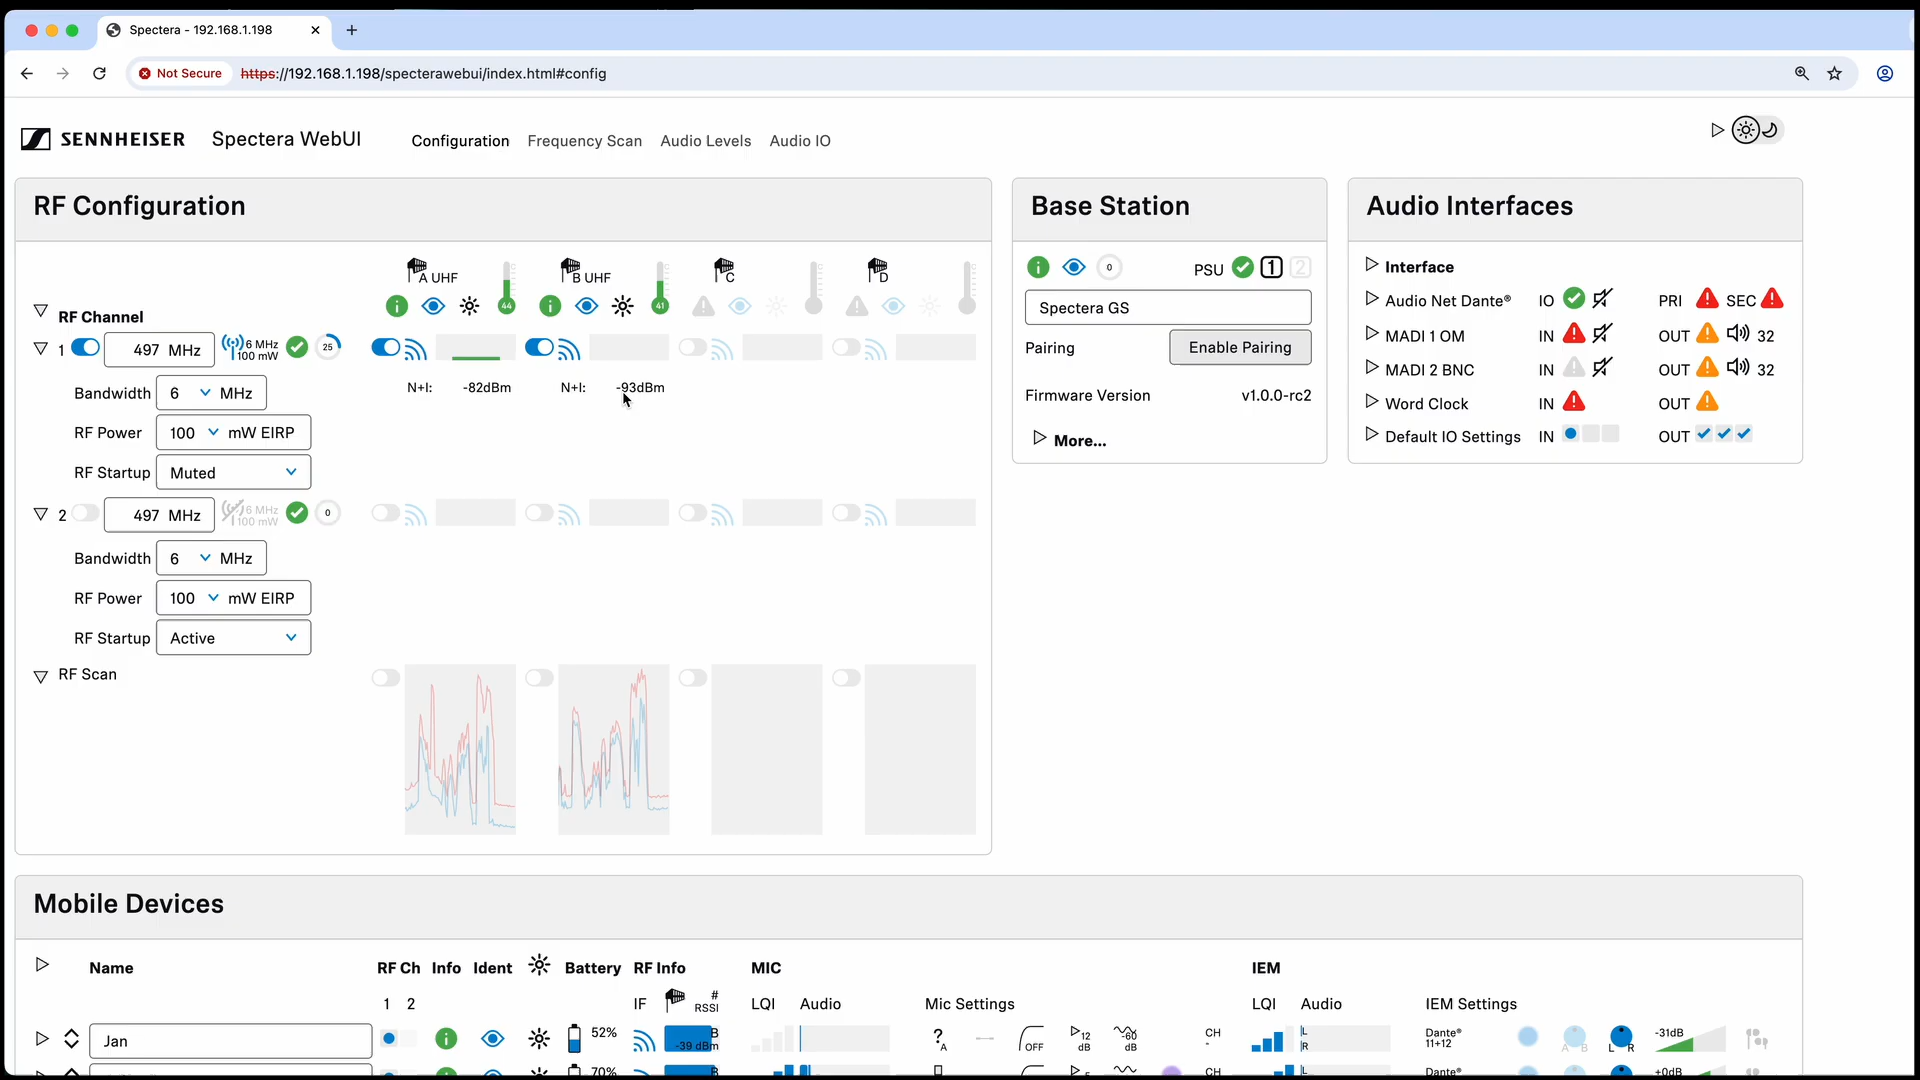 Spectera - 192.168.1.198
Not Secure https://192.168.1.198/specterawebui/index.html#config
SENNHEISER Spectera WebUI Configuration Frequency Scan Audio Levels Audio IO
RF Configuration
A UHF B UHF C D
44 41
RF Channel
1 497 MHz 6 MHz 100 mW 25
N+I: -82dBm N+I: -93dBm
Bandwidth 6 MHz
RF Power 100 mW EIRP
RF Startup Muted
2 497 MHz 6 MHz 100 mW 0
Bandwidth 6 MHz
RF Power 100 mW EIRP
RF Startup Active
RF Scan
Base Station
0 PSU 1 2
Spectera GS
Pairing Enable Pairing
Firmware Version v1.0.0-rc2
More...
Audio Interfaces
Interface
Audio Net Dante® IO PRI SEC
MADI 1 OM IN OUT 32
MADI 2 BNC IN OUT 32
Word Clock IN OUT
Default IO Settings IN OUT
Mobile Devices
Name RF Ch Info Ident Battery RF Info MIC IEM
1 2 IF # RSSI LQI Audio Mic Settings LQI Audio IEM Settings
Jan 52% B -39 dBm ? A OFF 12 dB -60 dB CH - L R Dante® 11+12 A B L R -31dB
70% B CH L Dante® +0dB